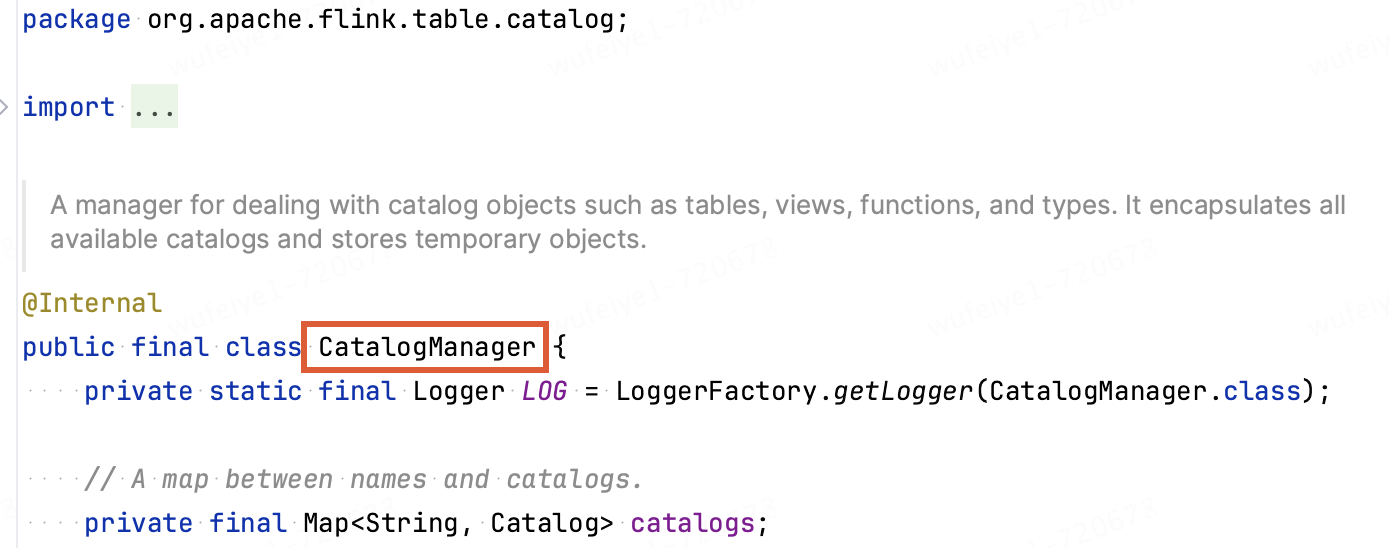 package org.apache.flink.table.catalog;
import ...
A manager for dealing with catalog objects such as tables, views, functions, and types. It encapsulates all
available catalogs and stores temporary objects.
@Internal
public final class CatalogManager {
private static final Logger LOG = LoggerFactory.getLogger(CatalogManager.class);
// A map between names and catalogs.
private final Map<String, Catalog> catalogs;